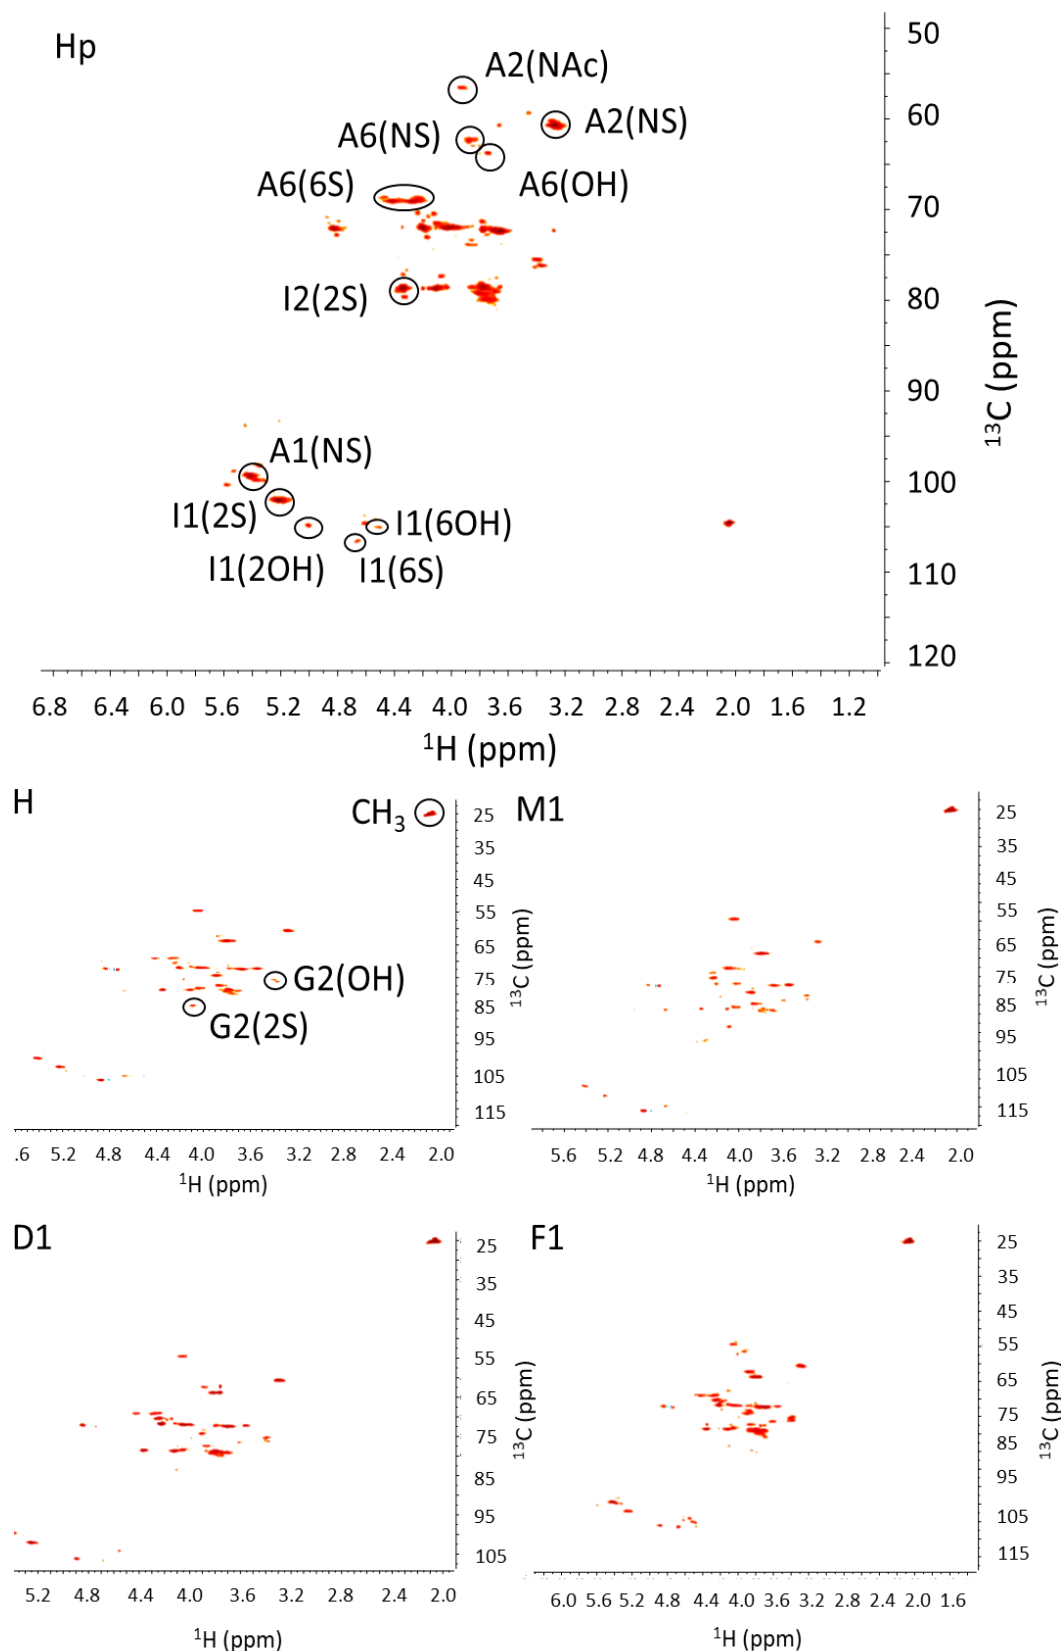 Hp
A2(NAc)
A2(NS)
A6(NS)
A6(OH)
A6(6S)
I2(2S)
A1(NS)
I1(2S)
I1(6OH)
I1(2OH)
I1(6S)
50
60
70
80
90
100
110
120
¹³C (ppm)
6.8 6.4 6.0 5.6 5.2 4.8 4.4 4.0 3.6 3.2 2.8 2.4 2.0 1.6 1.2
¹H (ppm)
H
CH₃
G2(OH)
G2(2S)
25
35
45
55
65
75
85
95
105
115
¹³C (ppm)
.6 5.2 4.8 4.4 4.0 3.6 3.2 2.8 2.4 2.0
¹H (ppm)
M1
25
35
45
55
65
75
85
95
105
115
¹³C (ppm)
5.6 5.2 4.8 4.4 4.0 3.6 3.2 2.8 2.4 2.0
¹H (ppm)
D1
25
35
45
55
65
75
85
95
105
¹³C (ppm)
5.2 4.8 4.4 4.0 3.6 3.2 2.8 2.4 2.0
¹H (ppm)
F1
25
35
45
55
65
75
85
95
105
115
¹³C (ppm)
6.0 5.6 5.2 4.8 4.4 4.0 3.6 3.2 2.8 2.4 2.0 1.6
¹H (ppm)